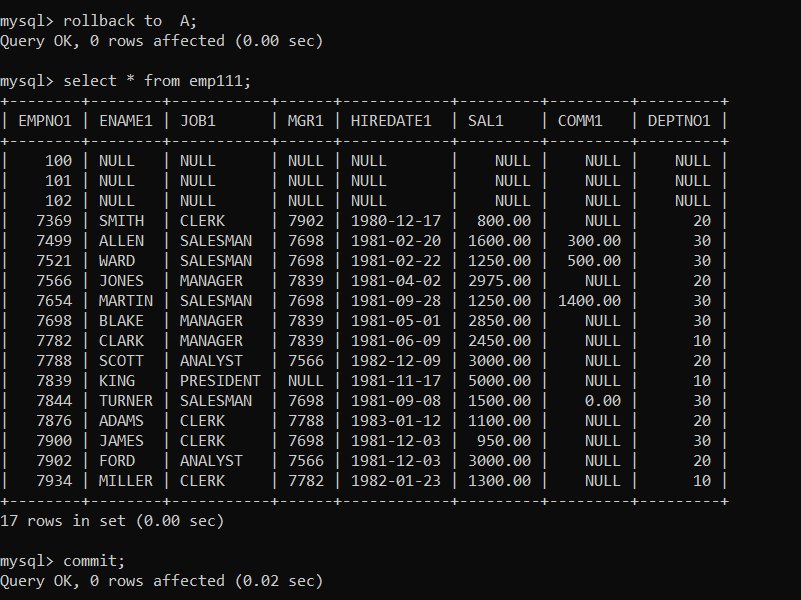 mysql> rollback to  A;
Query OK, 0 rows affected (0.00 sec)
mysql> select * from emp111;
+--------+--------+-----------+------+------------+---------+---------+---------+
| EMPNO1 | ENAME1 | JOB1      | MGR1 | HIREDATE1  | SAL1    | COMM1   | DEPTNO1 |
+--------+--------+-----------+------+------------+---------+---------+---------+
|    100 | NULL   | NULL      | NULL | NULL       |    NULL |    NULL |    NULL |
|    101 | NULL   | NULL      | NULL | NULL       |    NULL |    NULL |    NULL |
|    102 | NULL   | NULL      | NULL | NULL       |    NULL |    NULL |    NULL |
|   7369 | SMITH  | CLERK     | 7902 | 1980-12-17 |  800.00 |    NULL |      20 |
|   7499 | ALLEN  | SALESMAN  | 7698 | 1981-02-20 | 1600.00 |  300.00 |      30 |
|   7521 | WARD   | SALESMAN  | 7698 | 1981-02-22 | 1250.00 |  500.00 |      30 |
|   7566 | JONES  | MANAGER   | 7839 | 1981-04-02 | 2975.00 |    NULL |      20 |
|   7654 | MARTIN | SALESMAN  | 7698 | 1981-09-28 | 1250.00 | 1400.00 |      30 |
|   7698 | BLAKE  | MANAGER   | 7839 | 1981-05-01 | 2850.00 |    NULL |      30 |
|   7782 | CLARK  | MANAGER   | 7839 | 1981-06-09 | 2450.00 |    NULL |      10 |
|   7788 | SCOTT  | ANALYST   | 7566 | 1982-12-09 | 3000.00 |    NULL |      20 |
|   7839 | KING   | PRESIDENT | NULL | 1981-11-17 | 5000.00 |    NULL |      10 |
|   7844 | TURNER | SALESMAN  | 7698 | 1981-09-08 | 1500.00 |    0.00 |      30 |
|   7876 | ADAMS  | CLERK     | 7788 | 1983-01-12 | 1100.00 |    NULL |      20 |
|   7900 | JAMES  | CLERK     | 7698 | 1981-12-03 |  950.00 |    NULL |      30 |
|   7902 | FORD   | ANALYST   | 7566 | 1981-12-03 | 3000.00 |    NULL |      20 |
|   7934 | MILLER | CLERK     | 7782 | 1982-01-23 | 1300.00 |    NULL |      10 |
+--------+--------+-----------+------+------------+---------+---------+---------+
17 rows in set (0.00 sec)
mysql> commit;
Query OK, 0 rows affected (0.02 sec)